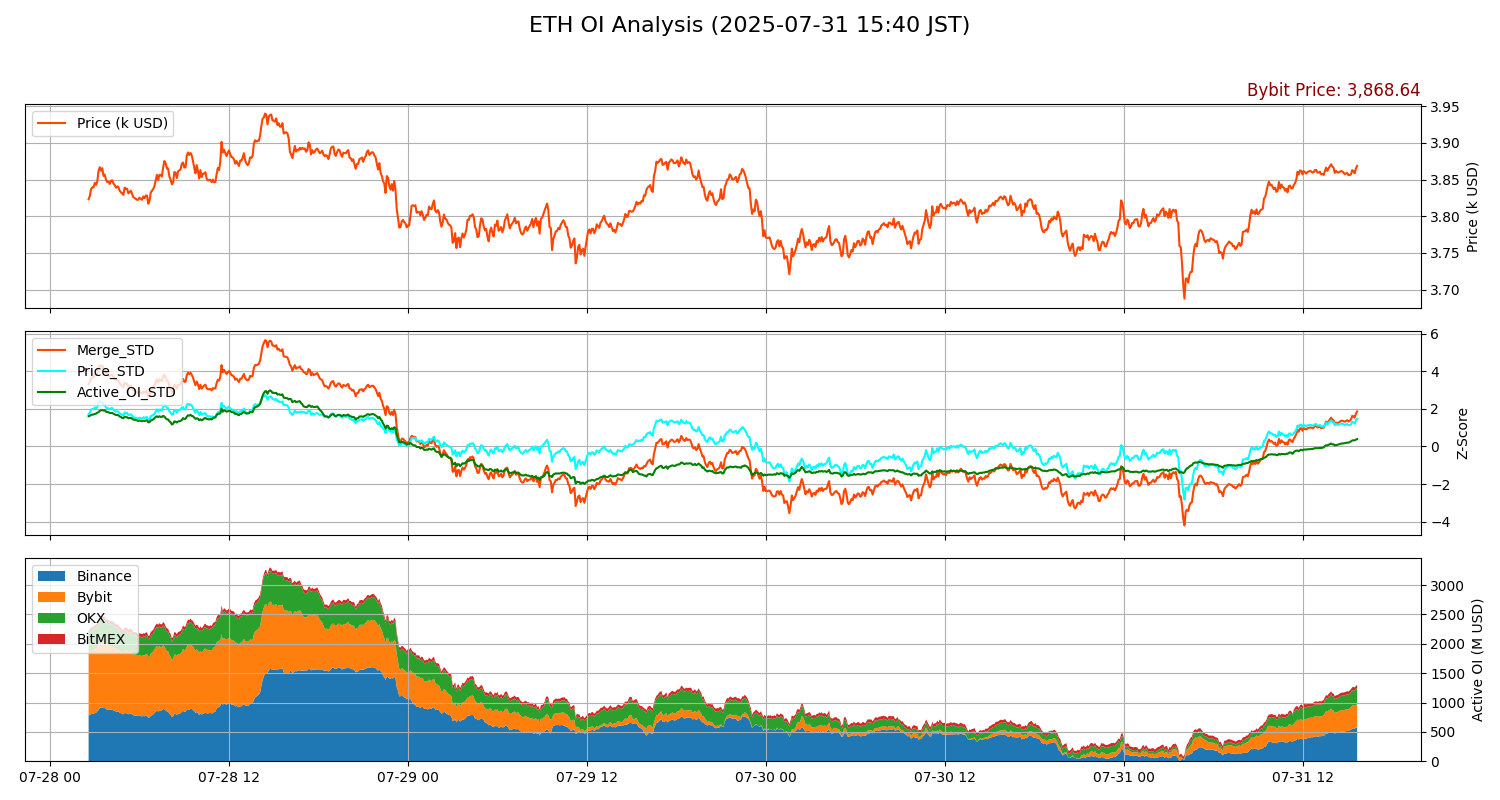 ETH OI Analysis (2025-07-31 15:40 JST)
Bybit Price: 3,868.64
Price (k USD)
3.95
3.90
3.85
3.80
3.75
3.70
Price (k USD)
Merge_STD
Price_STD
Active_OI_STD
6
4
2
0
−2
−4
Z-Score
Binance
Bybit
OKX
BitMEX
3000
2500
2000
1500
1000
500
0
Active OI (M USD)
07-28 00
07-28 12
07-29 00
07-29 12
07-30 00
07-30 12
07-31 00
07-31 12